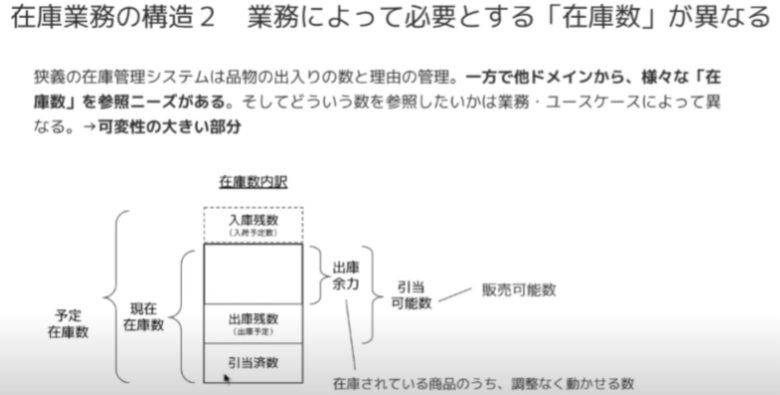 在庫業務の構造２　業務によって必要とする「在庫数」が異なる
狭義の在庫管理システムは品物の出入りの数と理由の管理。一方で他ドメインから、様々な「在
庫数」を参照ニーズがある。そしてどういう数を参照したいかは業務・ユースケースによって異
なる。→可変性の大きい部分
在庫数内訳
入庫残数
（入荷予定数）
出庫
余力
引当
可能数
販売可能数
予定
在庫数
現在
在庫数
出庫残数
（出庫予定）
引当済数
在庫されている商品のうち、調整なく動かせる数